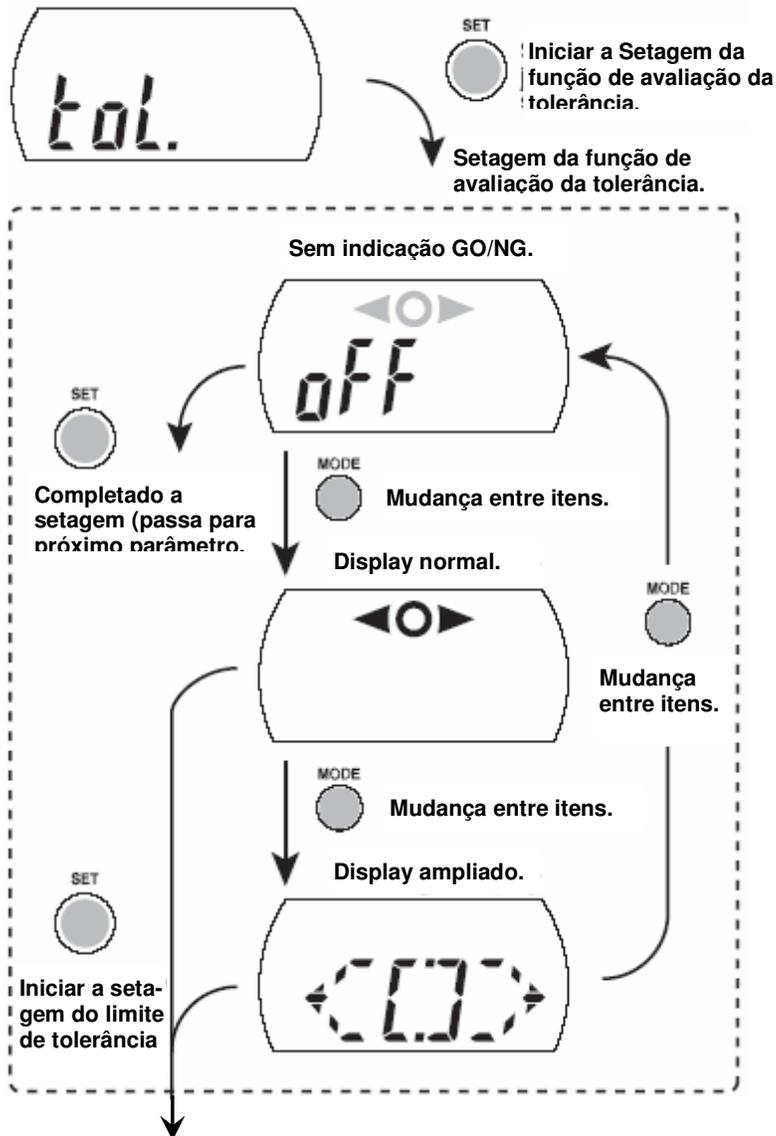 SET
Iniciar a Setagem da
função de avaliação da
tolerância.
tol.
Setagem da função de
avaliação da tolerância.
Sem indicação GO/NG.
oFF
SET
Completado a
setagem (passa para
próximo parâmetro.
MODE
Mudança entre itens.
Display normal.
MODE
Mudança
entre itens.
MODE
Mudança entre itens.
Display ampliado.
SET
Iniciar a seta-
gem do limite
de tolerância